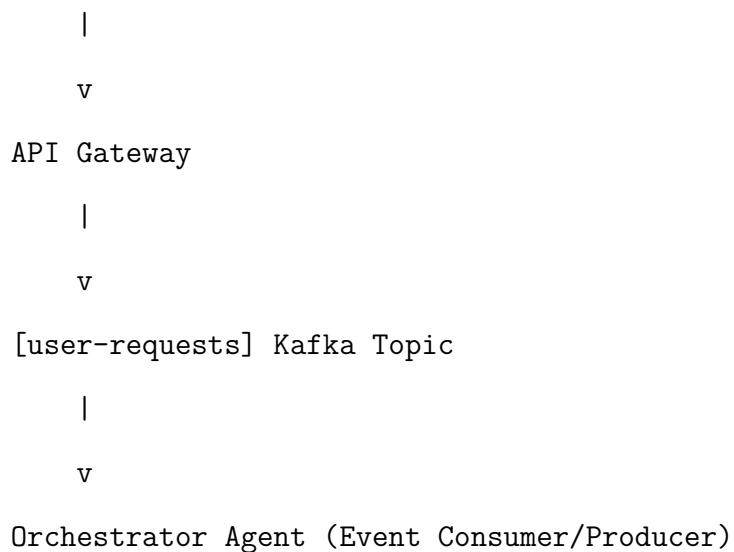 |
v
API Gateway
|
v
[user-requests] Kafka Topic
|
v
Orchestrator Agent (Event Consumer/Producer)